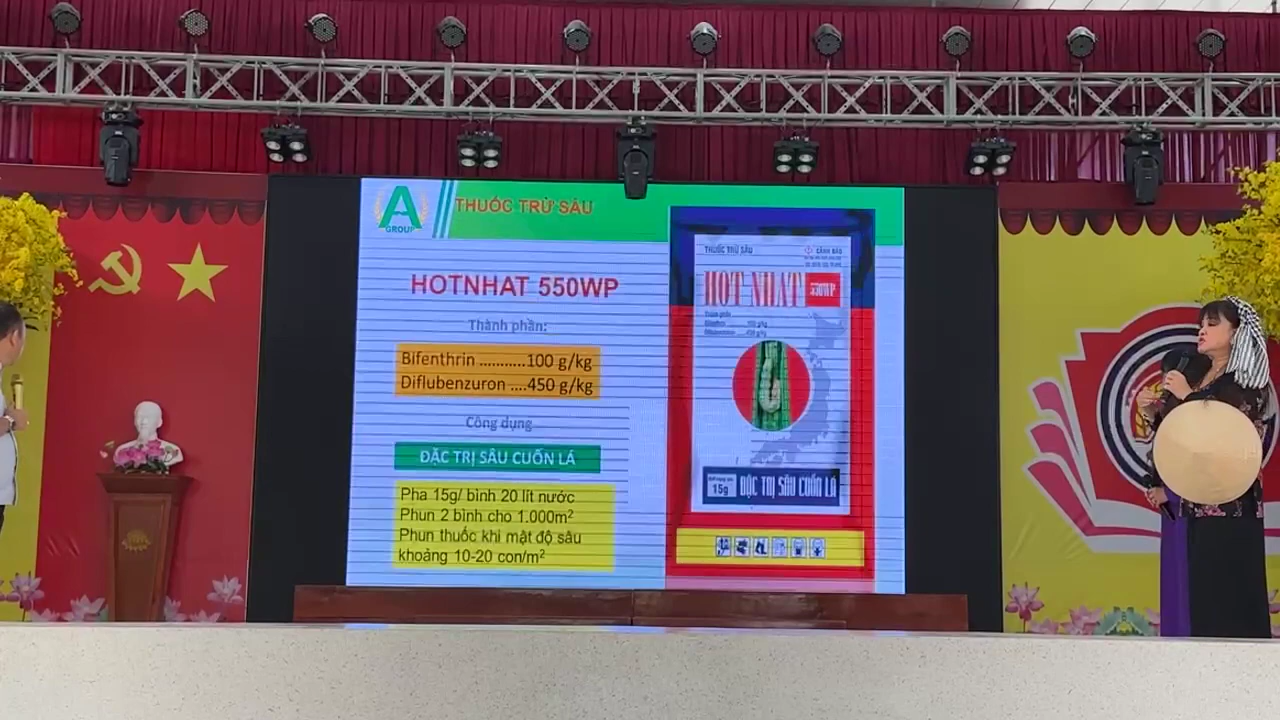 A
GROUP
THUỐC TRỪ SÂU
HOTNHAT 550WP
Thành phần:
Bifenthrin ...........100 g/kg
Diflubenzuron ....450 g/kg
Công dụng
ĐẶC TRỊ SÂU CUỐN LÁ
Pha 15g/ bình 20 lít nước
Phun 2 bình cho 1.000m²
Phun thuốc khi mật độ sâu
khoảng 10-20 con/m²
THUỐC TRỪ SÂU
CẢNH BÁO
HOT NHAT
550WP
15g
ĐẶC TRỊ SÂU CUỐN LÁ